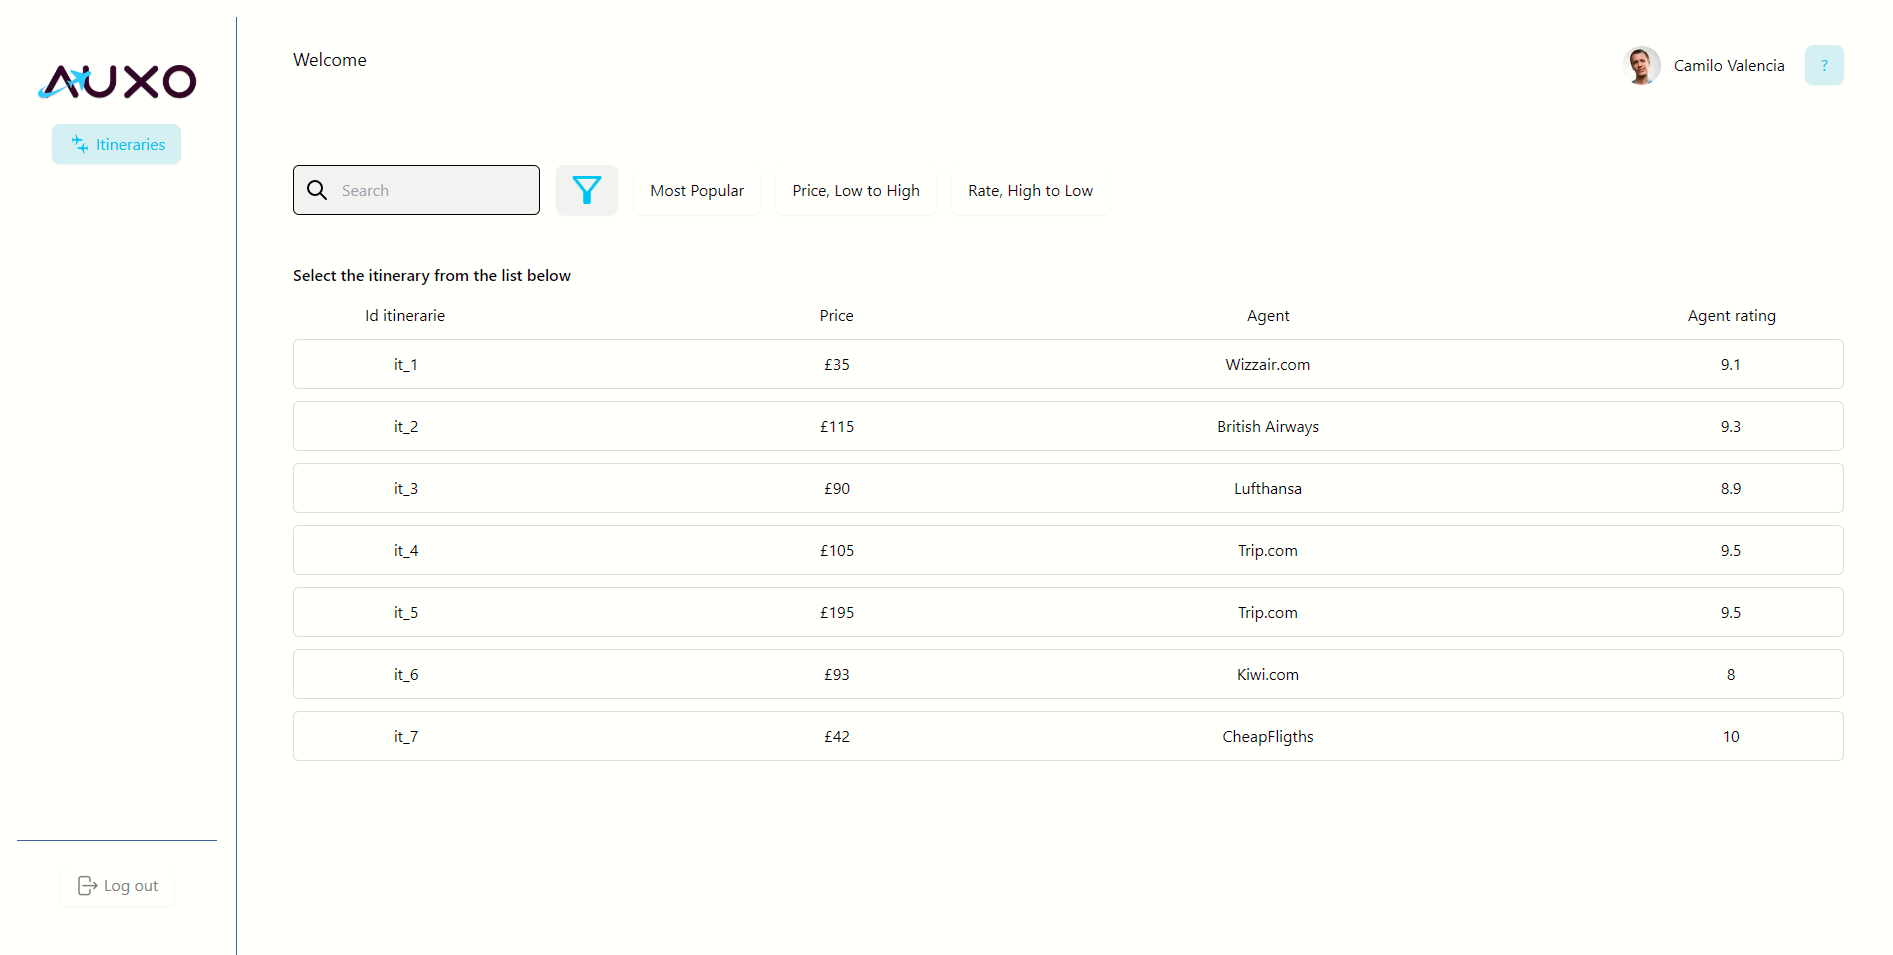 AUXO
Itineraries
Log out
Welcome
Camilo Valencia ?
Search Most Popular Price, Low to High Rate, High to Low
Select the itinerary from the list below
Id itinerarie Price Agent Agent rating
it_1 £35 Wizzair.com 9.1
it_2 £115 British Airways 9.3
it_3 £90 Lufthansa 8.9
it_4 £105 Trip.com 9.5
it_5 £195 Trip.com 9.5
it_6 £93 Kiwi.com 8
it_7 £42 CheapFligths 10